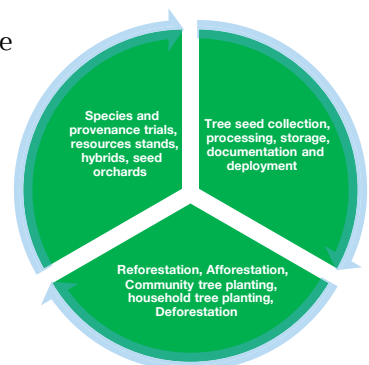 e
Species and
provenance trials,
resources stands,
hybrids, seed
orchards
Tree seed collection,
processing, storage,
documentation and
deployment
Reforestation, Afforestation,
Community tree planting,
household tree planting,
Deforestation